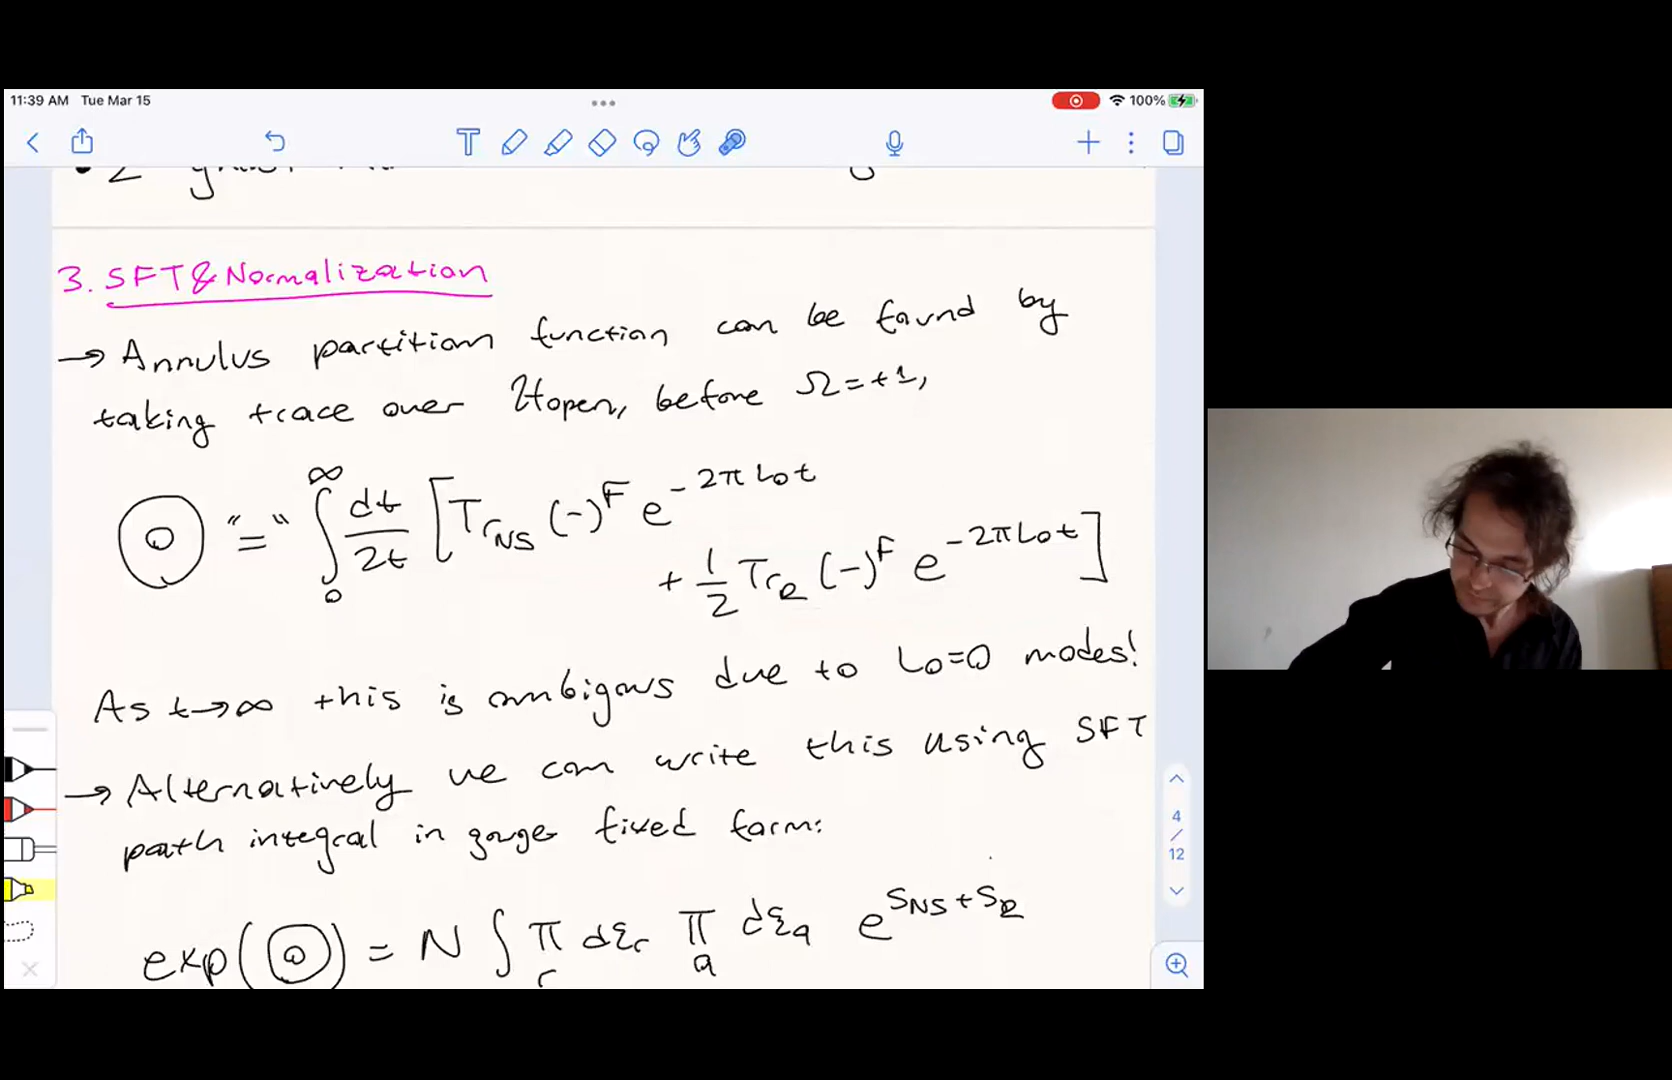 11:39 AM Tue Mar 15
100%
3. SFT & Normalization
→ Annulus partition function can be found by
taking trace over Hopen, before Ω=+1,
"=" ∫₀^∞ dt/2t [Tr_NS (-)^F e^{-2πL₀t}
+ 1/2 Tr_R (-)^F e^{-2πL₀t}]
As t→∞ this is ambigous due to L₀=0 modes!
→ Alternatively we can write this using SFT
path integral in gauge fixed form:
exp(◎) = N ∫ π_r dξ_r π_a dξ_a e^{S_NS+S_R}
4
/
12